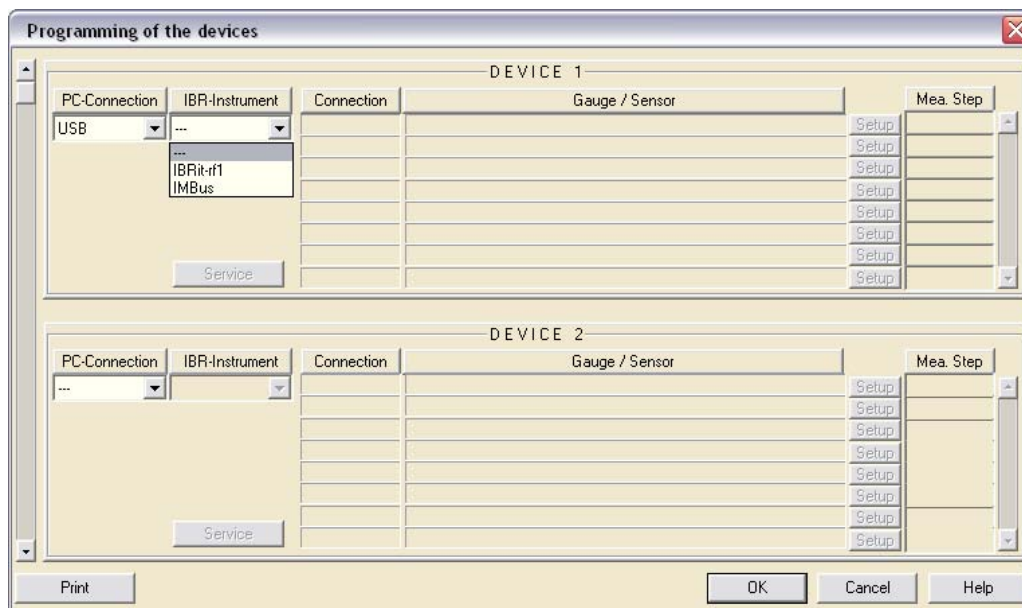 Programming of the devices
DEVICE 1
PC-Connection IBR-Instrument Connection Gauge / Sensor Mea. Step
USB --- Setup
--- Setup
IBRit-rf1 Setup
IMBus Setup
Setup
Setup
Setup
Service Setup
DEVICE 2
PC-Connection IBR-Instrument Connection Gauge / Sensor Mea. Step
--- Setup
Setup
Setup
Setup
Setup
Setup
Setup
Service Setup
Print OK Cancel Help